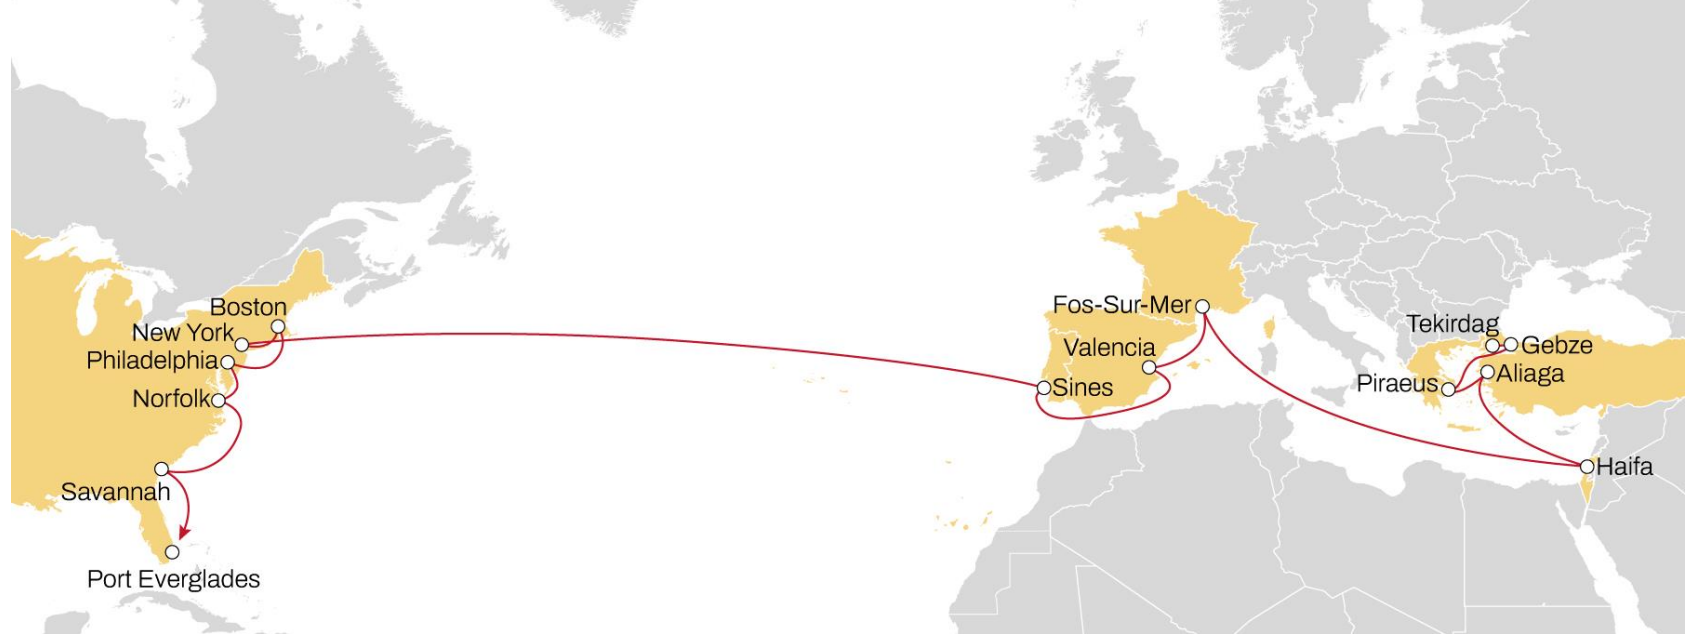 Boston
New York
Philadelphia
Norfolk
Savannah
Port Everglades
Fos-Sur-Mer
Valencia
Sines
Tekirdag
Gebze
Aliaga
Piraeus
Haifa